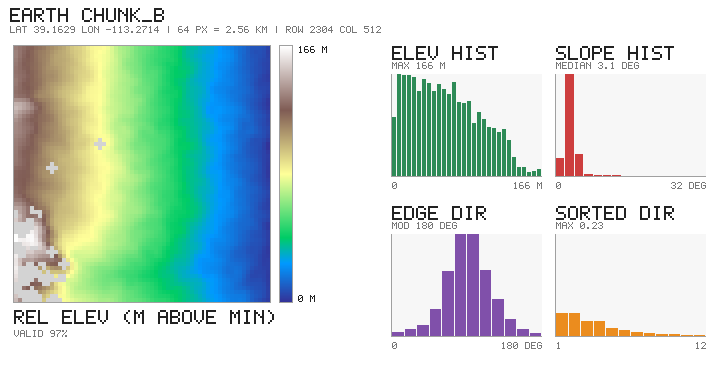 EARTH CHUNK_B
LAT 39.1629 LON -113.2714 | 64 PX = 2.56 KM | ROW 2304 COL 512
166 M
0 M
REL ELEV (M ABOVE MIN)
VALID 97%
ELEV HIST
MAX 166 M
0 166 M
SLOPE HIST
MEDIAN 3.1 DEG
0 32 DEG
EDGE DIR
MOD 180 DEG
0 180 DEG
SORTED DIR
MAX 0.23
1 12